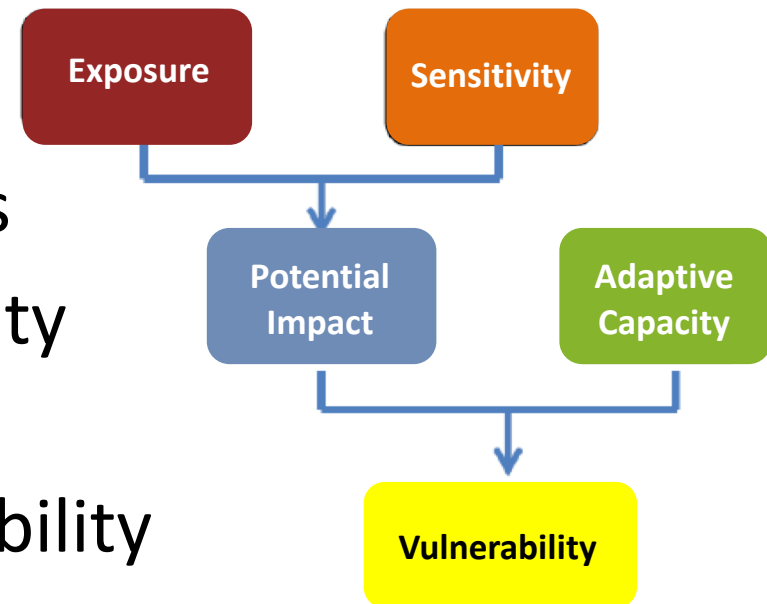 Exposure
Sensitivity
s
Potential
Impact
Adaptive
Capacity
ty
bility
Vulnerability